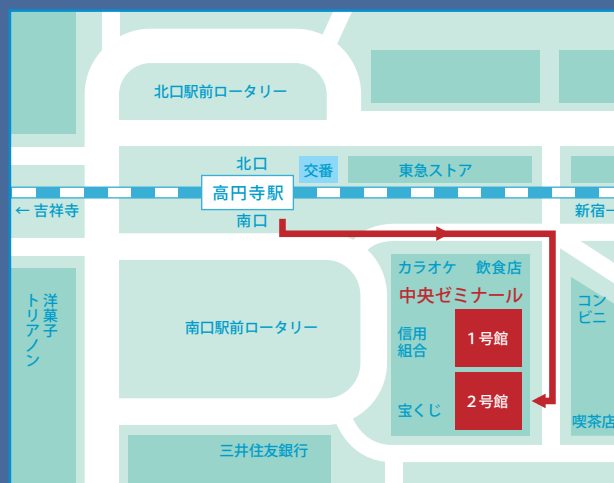 北口駅前ロータリー
北口
交番
東急ストア
高円寺駅
← 吉祥寺
南口
新宿→
カラオケ 飲食店
中央ゼミナール
洋菓子
トリアノン
南口駅前ロータリー
信用
組合
1号館
コン
ビニ
2号館
宝くじ
喫茶店
三井住友銀行